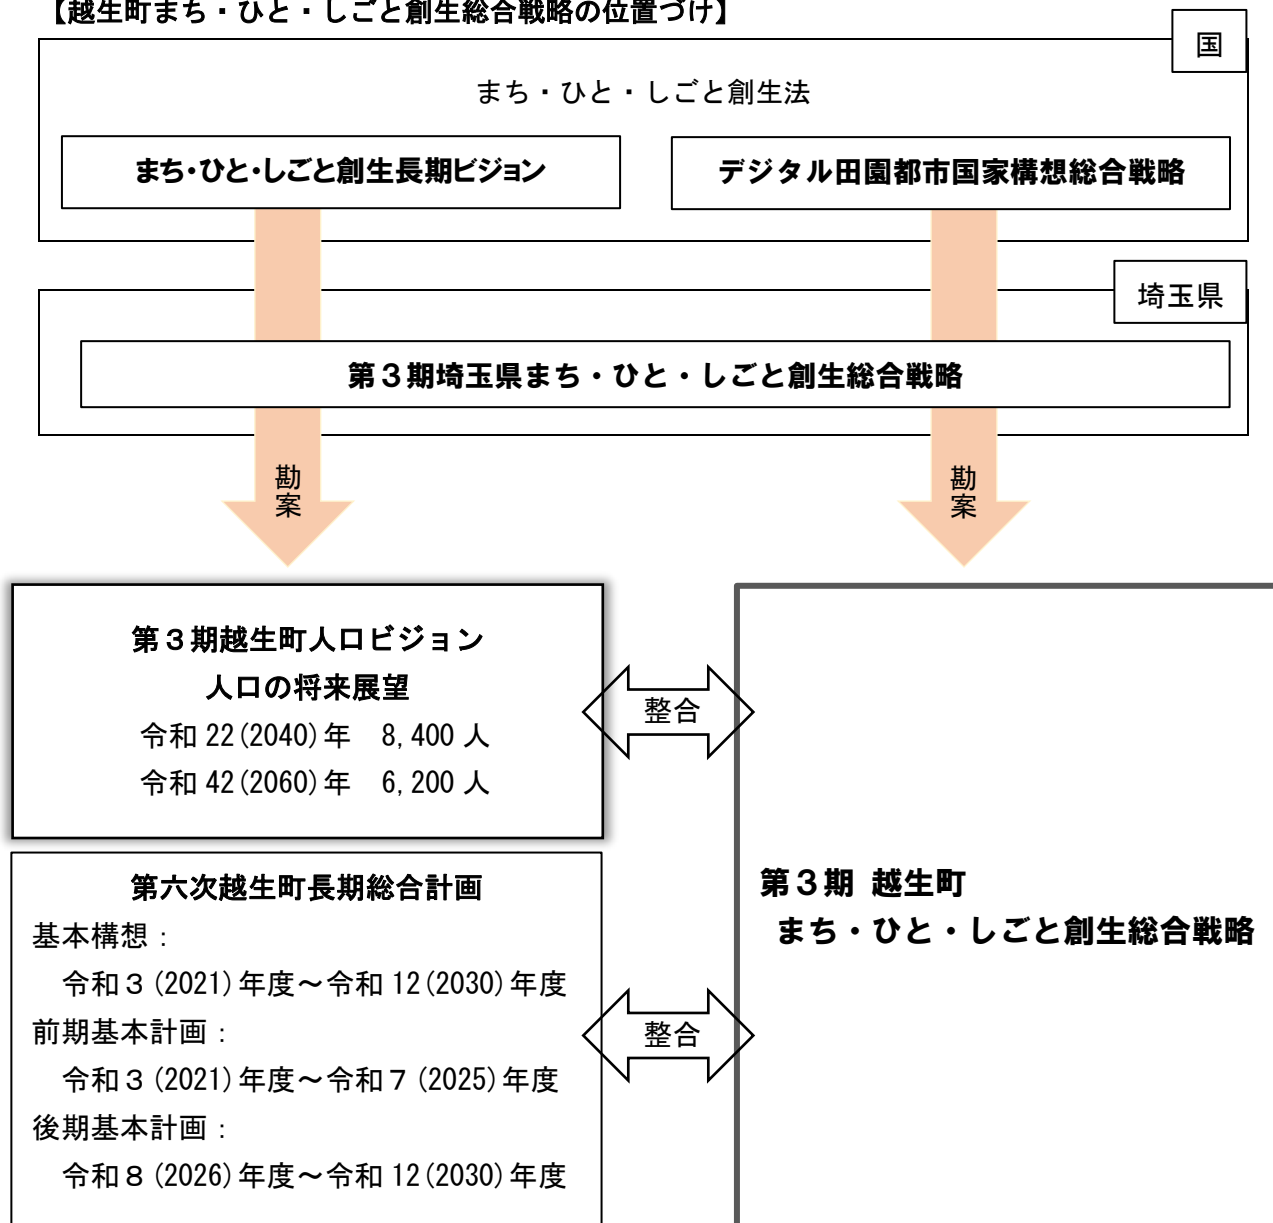 【越生町まち・ひと・しごと創生総合戦略の位置づけ】
国
まち・ひと・しごと創生法
まち・ひと・しごと創生長期ビジョン
デジタル田園都市国家構想総合戦略
埼玉県
第３期埼玉県まち・ひと・しごと創生総合戦略
勘案
勘案
第３期越生町人口ビジョン
人口の将来展望
令和 22(2040)年　8,400 人
令和 42(2060)年　6,200 人
整合
第六次越生町長期総合計画
基本構想：
令和３(2021)年度～令和 12(2030)年度
前期基本計画：
令和３(2021)年度～令和７(2025)年度
後期基本計画：
令和８(2026)年度～令和 12(2030)年度
整合
第３期 越生町
まち・ひと・しごと創生総合戦略